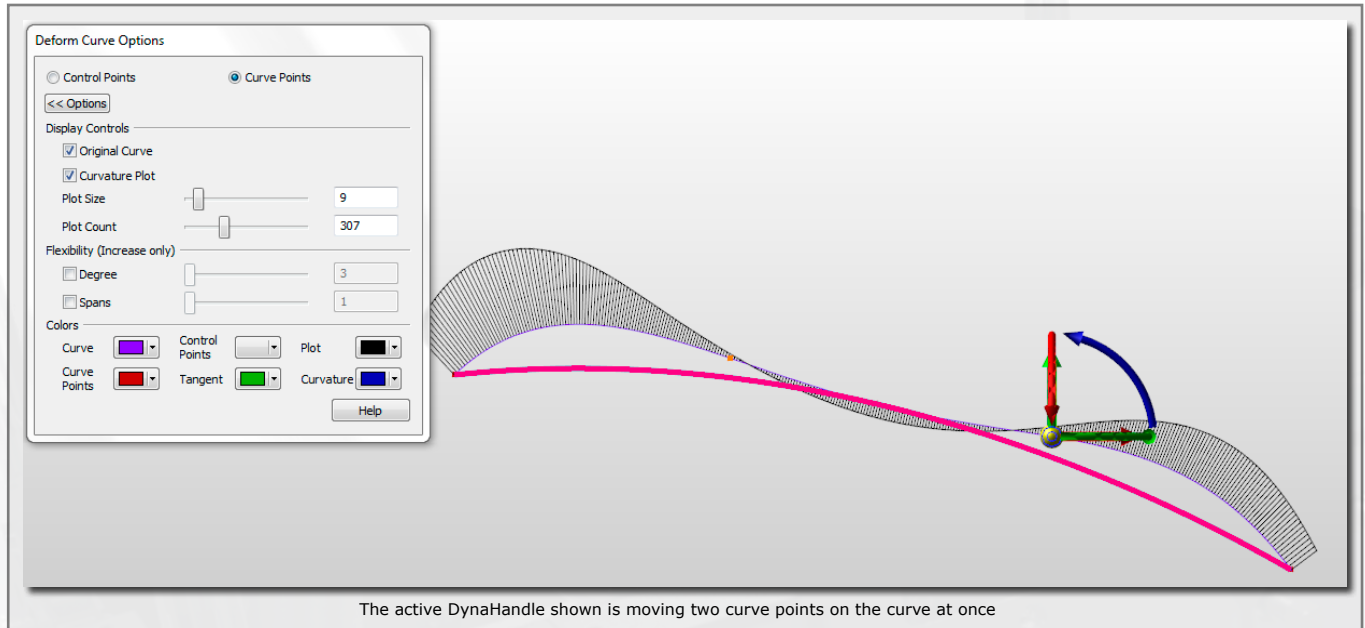 Deform Curve Options
Control Points Curve Points
<< Options
Display Controls
Original Curve
Curvature Plot
Plot Size 9
Plot Count 307
Flexibility (Increase only)
Degree 3
Spans 1
Colors
Curve Control Points Plot
Curve Points Tangent Curvature
Help
The active DynaHandle shown is moving two curve points on the curve at once